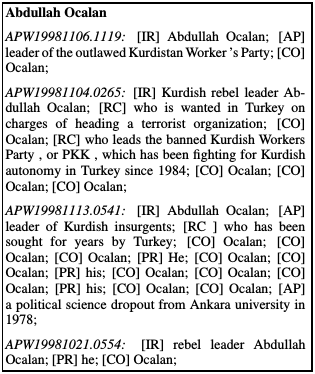 Abdullah Ocalan
APW19981106.1119: [IR] Abdullah Ocalan; [AP]
leader of the outlawed Kurdistan Worker 's Party; [CO]
Ocalan;
APW19981104.0265: [IR] Kurdish rebel leader Ab-
dullah Ocalan; [RC] who is wanted in Turkey on
charges of heading a terrorist organization; [CO]
Ocalan; [RC] who leads the banned Kurdish Workers
Party , or PKK , which has been fighting for Kurdish
autonomy in Turkey since 1984; [CO] Ocalan; [CO]
Ocalan; [CO] Ocalan;
APW19981113.0541: [IR] Abdullah Ocalan; [AP]
leader of Kurdish insurgents; [RC ] who has been
sought for years by Turkey; [CO] Ocalan; [CO]
Ocalan; [CO] Ocalan; [PR] He; [CO] Ocalan; [CO]
Ocalan; [PR] his; [CO] Ocalan; [CO] Ocalan; [CO]
Ocalan; [PR] his; [CO] Ocalan; [CO] Ocalan; [AP]
a political science dropout from Ankara university in
1978;
APW19981021.0554: [IR] rebel leader Abdullah
Ocalan; [PR] he; [CO] Ocalan;